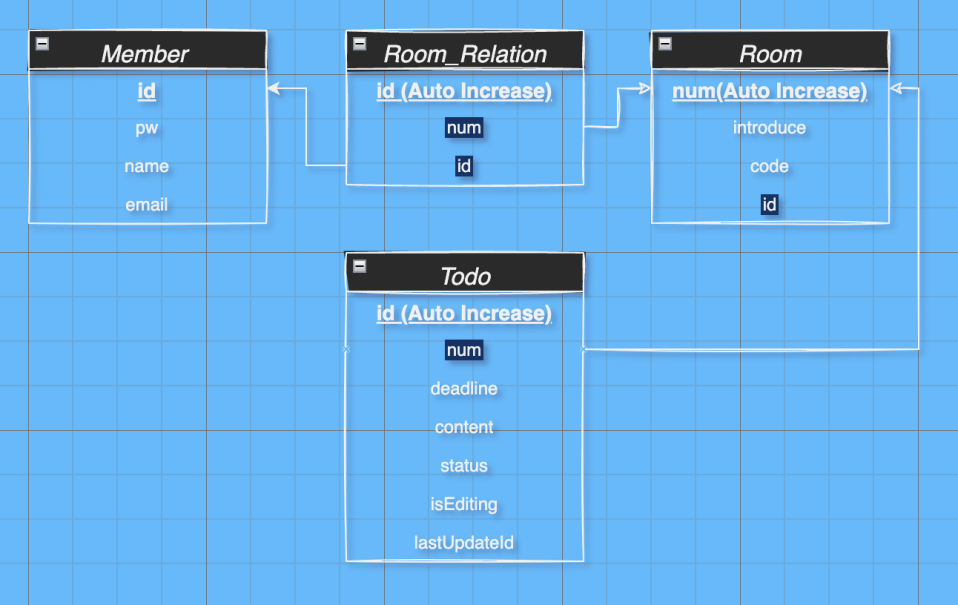 Member
id
pw
name
email
Room_Relation
id (Auto Increase)
num
id
Room
num(Auto Increase)
introduce
code
id
Todo
id (Auto Increase)
num
deadline
content
status
isEditing
lastUpdateId